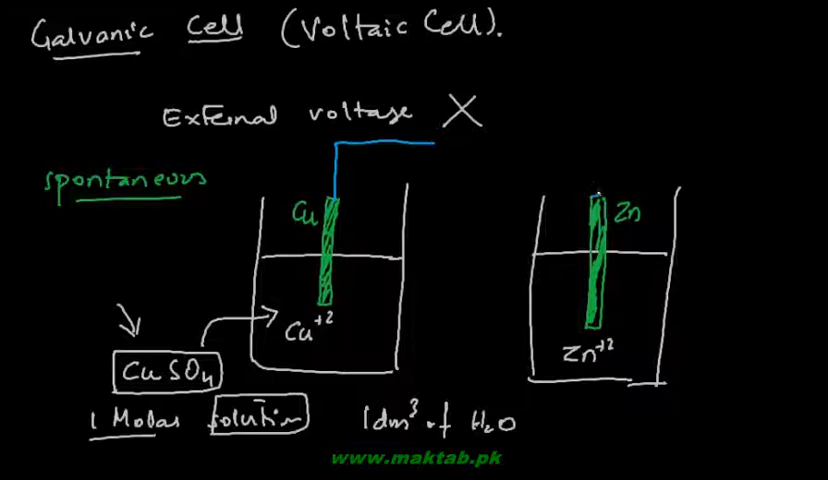 Galvanic Cell (Voltaic Cell).
External voltage X
spontaneous
Cu
Zn
Cu+2
Zn+2
CuSO4
1 Molar solution 1dm3 of H2O
www.maktab.pk